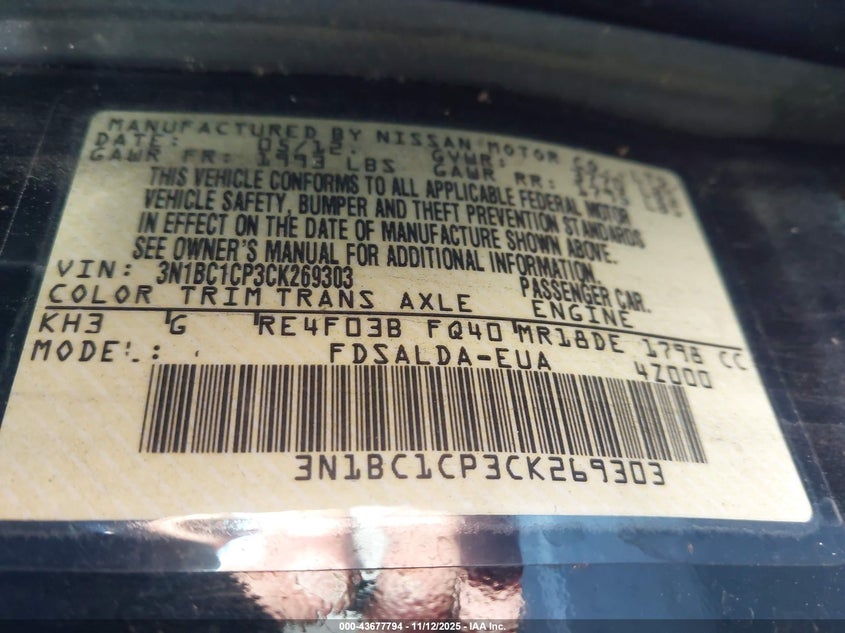 MANUFACTURED BY NISSAN MOTOR CO.
DATE: 05/12 GVWR:
GAWR FR: 1993 LBS GAWR RR: LBS
THIS VEHICLE CONFORMS TO ALL APPLICABLE FEDERAL MOTOR
VEHICLE SAFETY, BUMPER AND THEFT PREVENTION STANDARDS
IN EFFECT ON THE DATE OF MANUFACTURE SHOWN ABOVE.
SEE OWNER'S MANUAL FOR ADDITIONAL INFORMATION.
VIN: 3N1BC1CP3CK269303 PASSENGER CAR.
COLOR TRIM TRANS AXLE ENGINE
KH3 G RE4F03B FQ40 MR18DE 1798 CC
MODEL: FDSALDA-EUA 4Z000
3N1BC1CP3CK269303
000-43677794 - 11/12/2025 - IAA Inc.